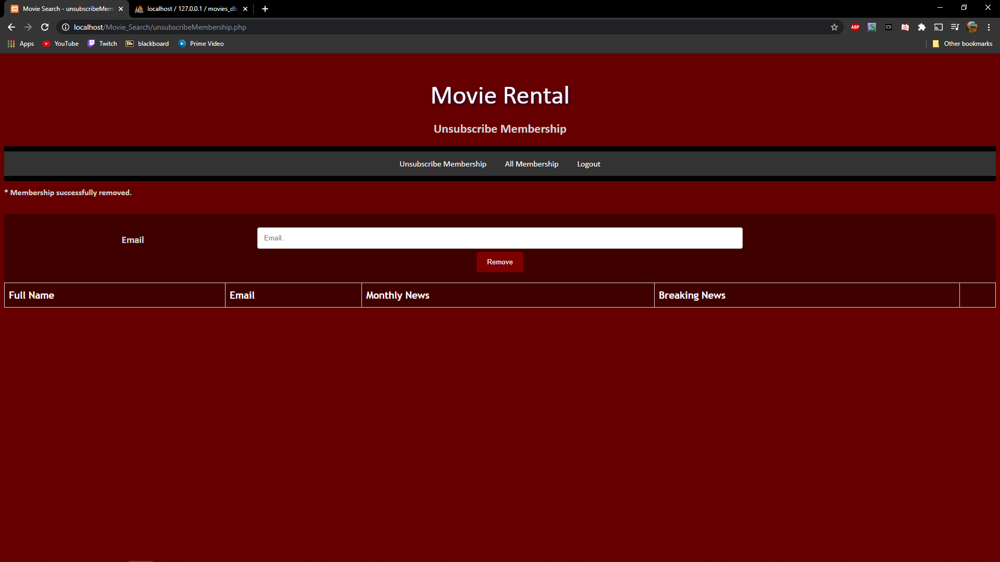 Movie Search - unsubscribeMem
localhost / 127.0.0.1 / movies_db
localhost/Movie_Search/unsubscribeMembership.php
ABP
Apps
YouTube
Twitch
Bb
blackboard
Prime Video
Other bookmarks
Movie Rental
Unsubscribe Membership
Unsubscribe Membership
All Membership
Logout
* Membership successfully removed.
Email
Email..
Remove
Full Name
Email
Monthly News
Breaking News